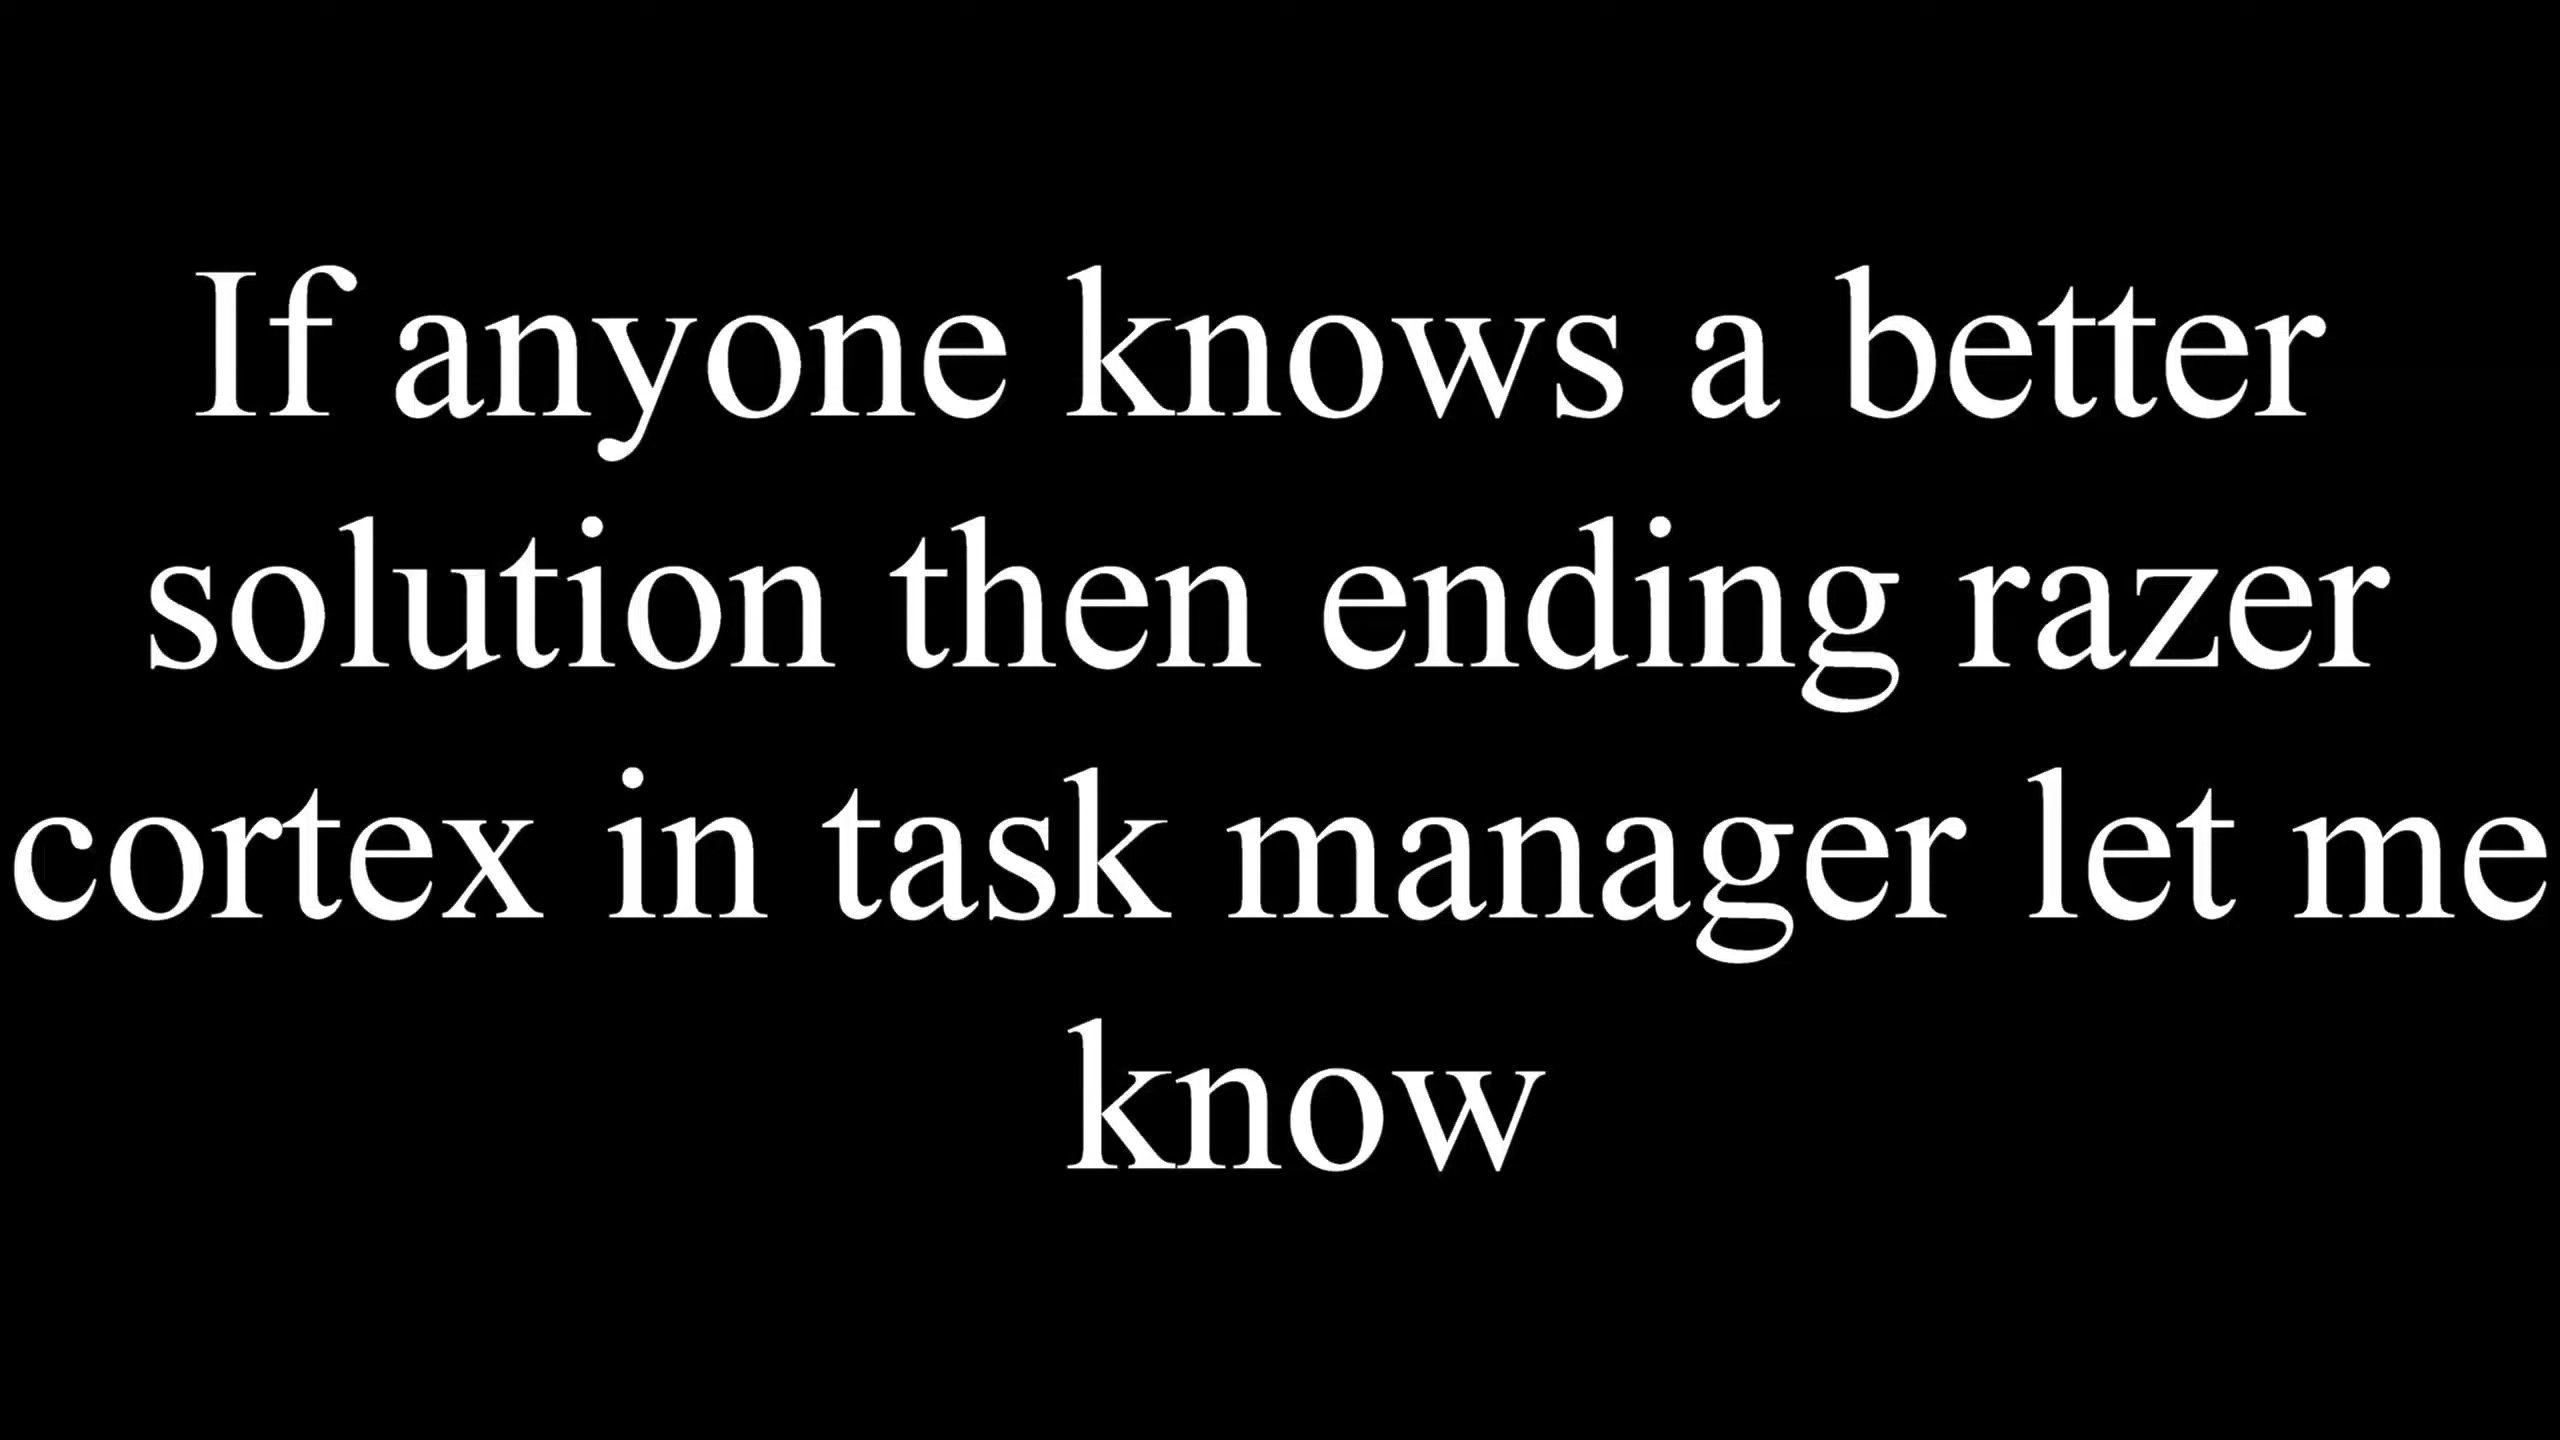 If anyone knows a better
solution then ending razer
cortex in task manager let me
know